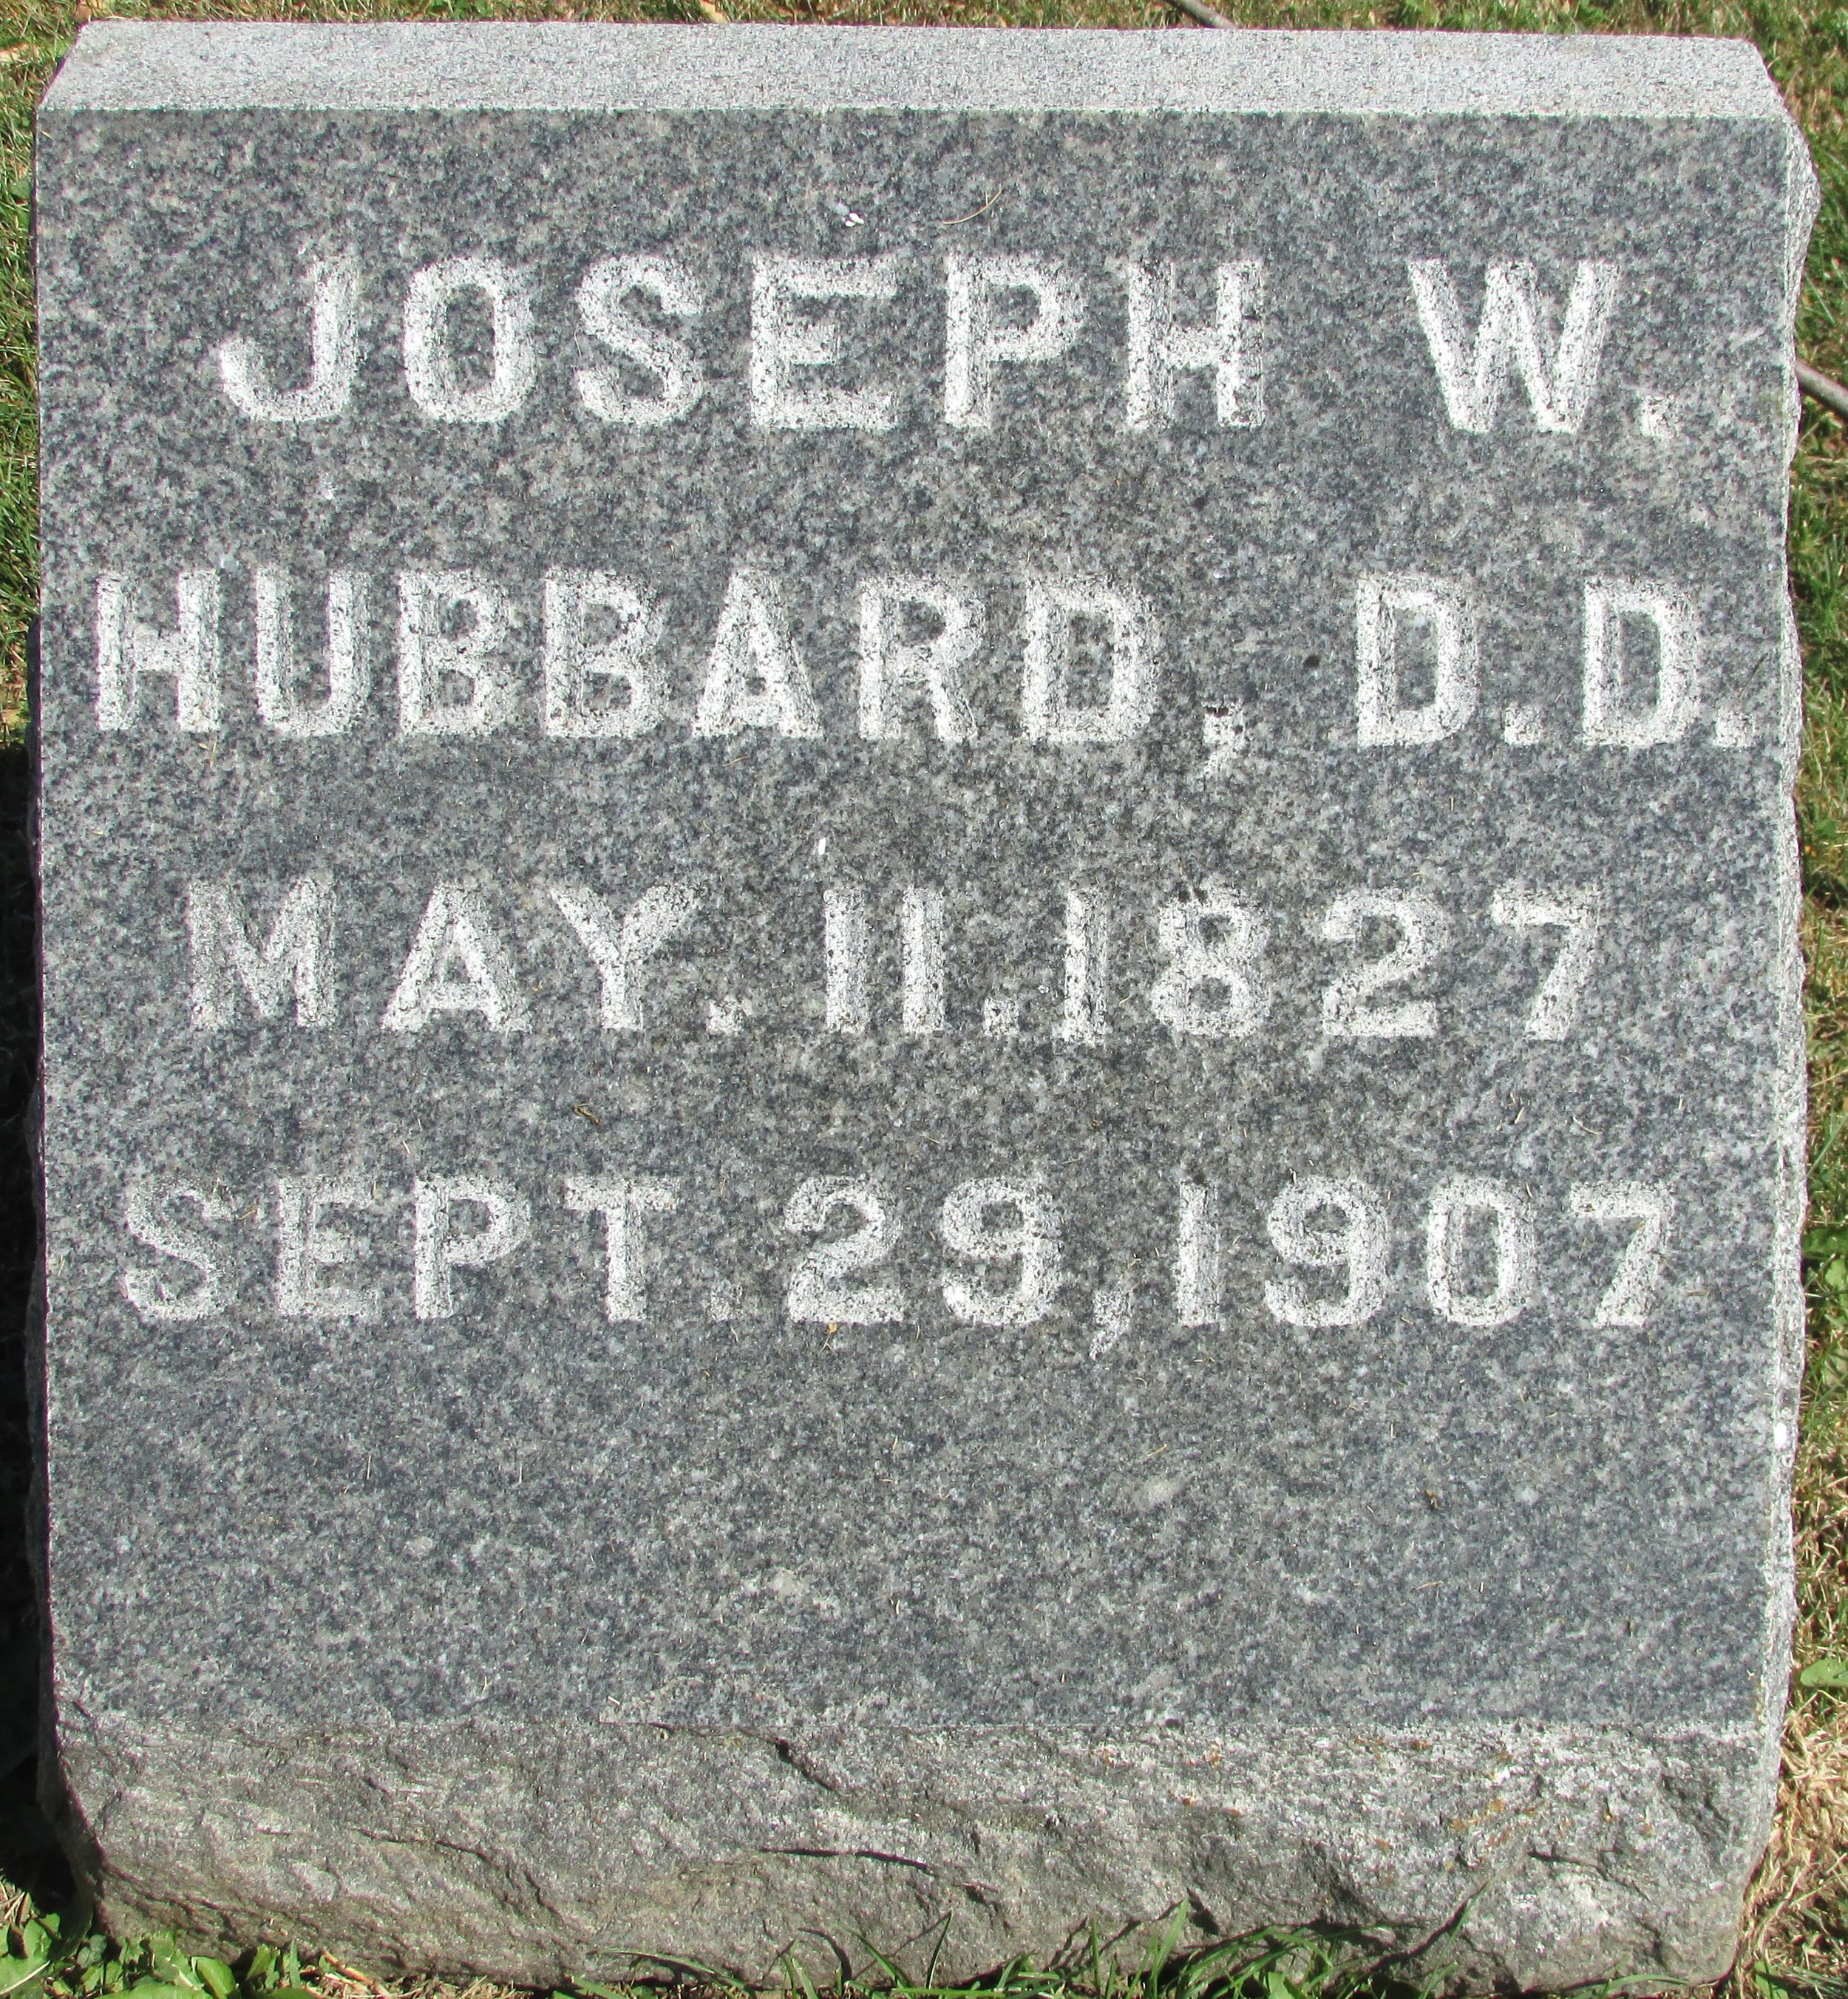 JOSEPH W.
HUBBARD, D.D.
MAY. 11. 1827
SEPT. 29, 1907